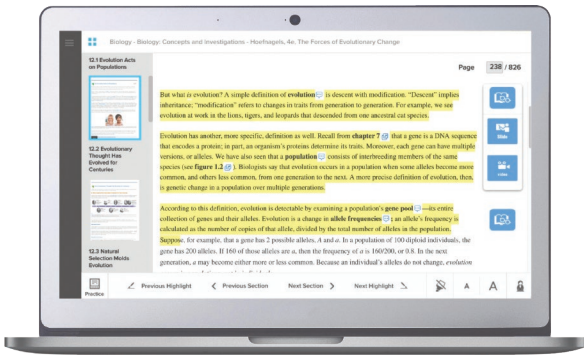 Biology - Biology: Concepts and Investigations - Hoefnagels, 4e, The Forces of Evolutionary Change
12.1 Evolution Acts
on Populations
12.2 Evolutionary
Thought Has
Evolved for
Centuries
12.3 Natural
Selection Molds
Evolution
Page 238 / 826
But what is evolution? A simple definition of evolution is descent with modification. "Descent" implies
inheritance; "modification" refers to changes in traits from generation to generation. For example, we see
evolution at work in the lions, tigers, and leopards that descended from one ancestral cat species.
Evolution has another, more specific, definition as well. Recall from chapter 7 that a gene is a DNA sequence
that encodes a protein; in part, an organism's proteins determine its traits. Moreover, each gene can have multiple
versions, or alleles. We have also seen that a population consists of interbreeding members of the same
species (see figure 1.2 ). Biologists say that evolution occurs in a population when some alleles become more
common, and others less common, from one generation to the next. A more precise definition of evolution, then,
is genetic change in a population over multiple generations.
According to this definition, evolution is detectable by examining a population's gene pool —its entire
collection of genes and their alleles. Evolution is a change in allele frequencies ; an allele's frequency is
calculated as the number of copies of that allele, divided by the total number of alleles in the population.
Suppose, for example, that a gene has 2 possible alleles, A and a. In a population of 100 diploid individuals, the
gene has 200 alleles. If 160 of those alleles are a, then the frequency of a is 160/200, or 0.8. In the next
generation, a may become either more or less common. Because an individual's alleles do not change, evolution
Slide
Practice
Previous Highlight
Previous Section
Next Section
Next Highlight
A
A